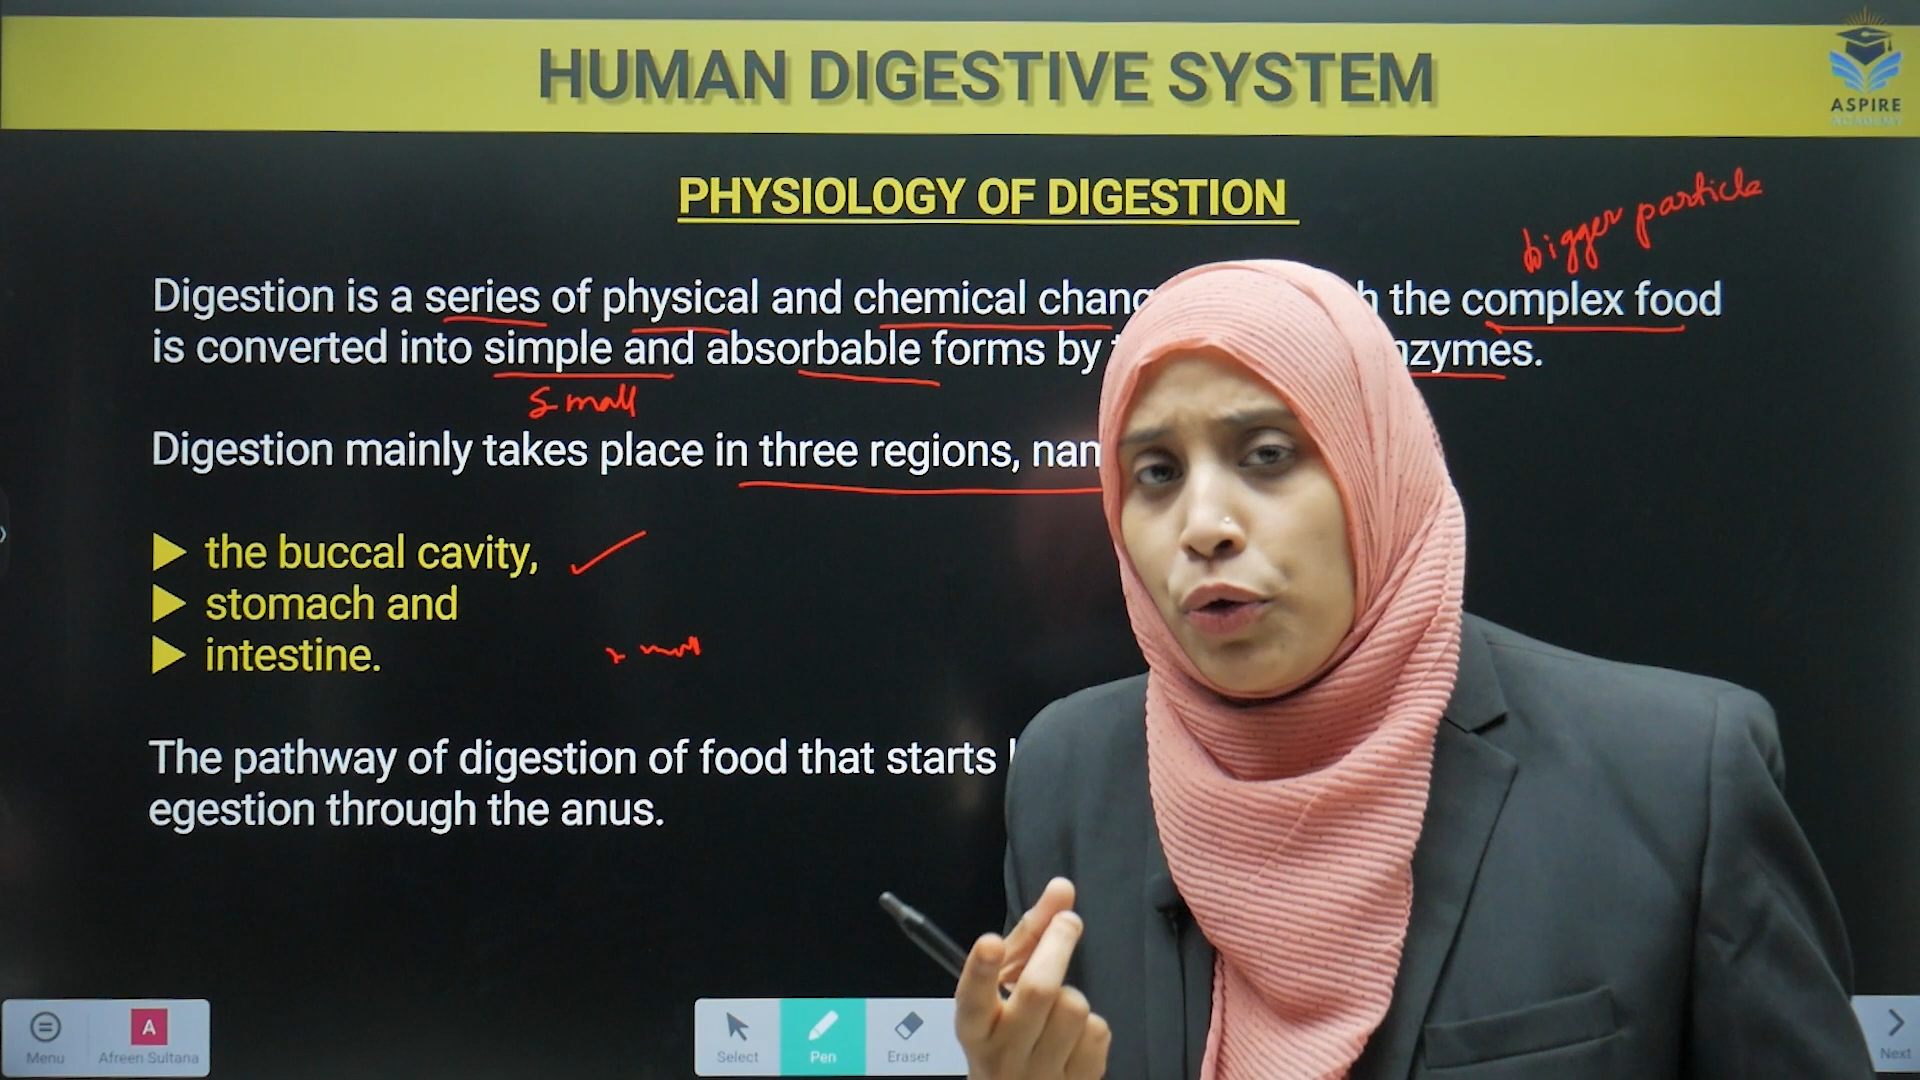 HUMAN DIGESTIVE SYSTEM
ASPIRE
ACADEMY
PHYSIOLOGY OF DIGESTION
bigger particle
Digestion is a series of physical and chemical chang h the complex food
is converted into simple and absorbable forms by nzymes.
small
Digestion mainly takes place in three regions, nam
the buccal cavity,
stomach and
intestine.
The pathway of digestion of food that starts
egestion through the anus.
Menu
A
Afreen Sultana
Select
Pen
Eraser
Next